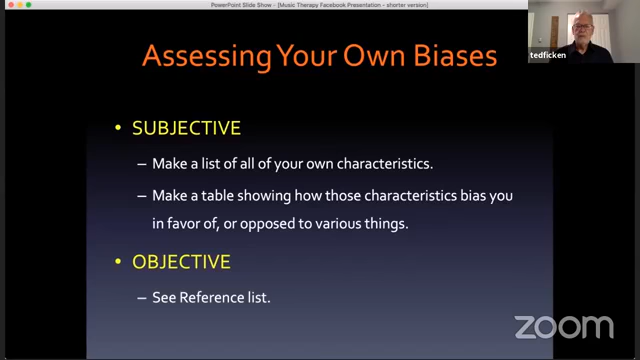 PowerPoint Slide Show - [Music Therapy Facebook Presentation - shorter version]
tedficken
Assessing Your Own Biases
• SUBJECTIVE
– Make a list of all of your own characteristics.
– Make a table showing how those characteristics bias you
in favor of, or opposed to various things.
• OBJECTIVE
– See Reference list.
zoom